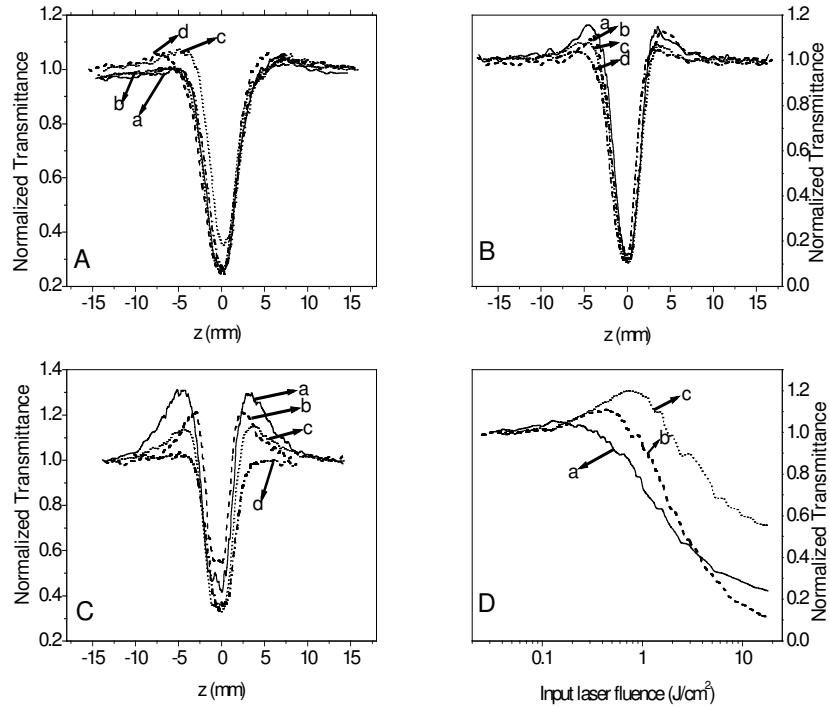 1.2
1.0
0.8
0.6
0.4
0.2
Normalized Transmittance
d
c
b
a
A
-15 -10 -5 0 5 10 15
z (mm)
1.2
1.0
0.8
0.6
0.4
0.2
0.0
Normalized Transmittance
a
b
c
d
B
-15 -10 -5 0 5 10 15
z (mm)
1.4
1.2
1.0
0.8
0.6
0.4
0.2
Normalized Transmittance
a
b
c
d
C
-15 -10 -5 0 5 10 15
z (mm)
1.2
1.0
0.8
0.6
0.4
0.2
0.0
Normalized Transmittance
c
b
a
D
0.1 1 10
Input laser fluence (J/cm²)